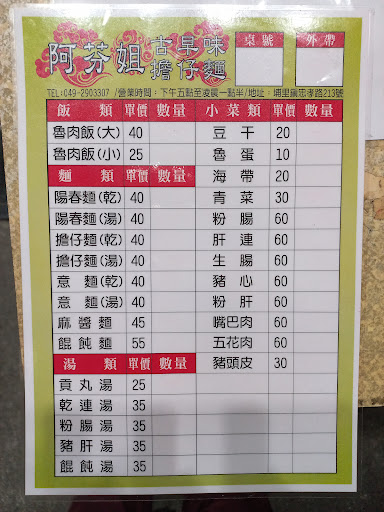 阿芬姐 古早味 擔仔麵
桌號 外帶
TEL:049-2903307 /營業時間：下午五點至凌晨一點半/地址：埔里鎮忠孝路213號
飯類 單價 數量 小菜類 單價 數量
魯肉飯(大) 40 豆干 20
魯肉飯(小) 25 魯蛋 10
麵類 單價 數量 海帶 20
陽春麵(乾) 40 青菜 30
陽春麵(湯) 40 粉腸 60
擔仔麵(乾) 40 肝連 60
擔仔麵(湯) 40 生腸 60
意麵(乾) 40 豬心 60
意麵(湯) 40 粉肝 60
麻醬麵 45 嘴巴肉 60
餛飩麵 55 五花肉 60
湯類 單價 數量 豬頭皮 30
貢丸湯 25
乾連湯 35
粉腸湯 35
豬肝湯 35
餛飩湯 35